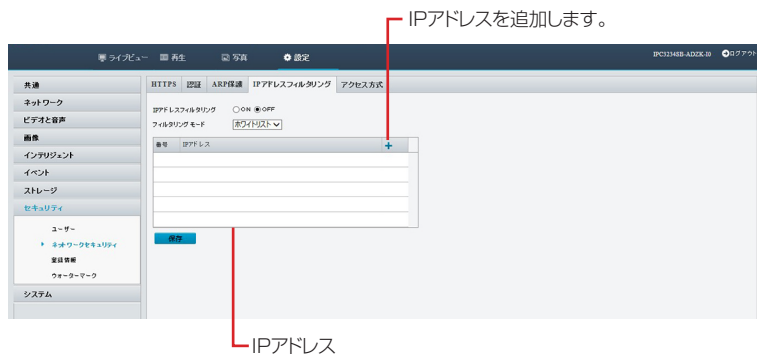 IPアドレスを追加します。
ライブビュー 再生 写真 設定 IPC3234SB-ADZK-I0 ログアウト
共通 HTTPS 認証 ARP保護 IPアドレスフィルタリング アクセス方式
ネットワーク
IPアドレスフィルタリング ON OFF
ビデオと音声
フィルタリングモード ホワイトリスト
画像
番号 IPアドレス +
インテリジェント
イベント
ストレージ
セキュリティ
ユーザー
保存
ネットワークセキュリティ
登録情報
ウォーターマーク
システム
IPアドレス